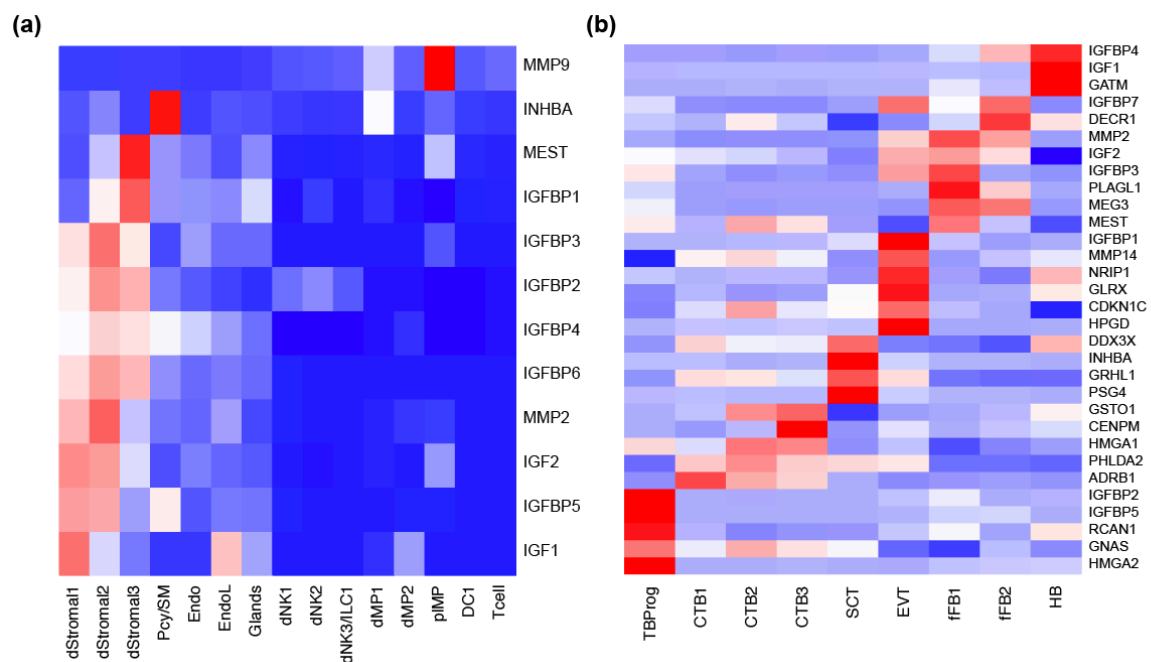 (a)
MMP9
INHBA
MEST
IGFBP1
IGFBP3
IGFBP2
IGFBP4
IGFBP6
MMP2
IGF2
IGFBP5
IGF1
dStromal1
dStromal2
dStromal3
Pcy/SM
Endo
EndoL
Glands
dNK1
dNK2
dNK3/ILC1
dMP1
dMP2
plMP
DC1
Tcell
(b)
IGFBP4
IGF1
GATM
IGFBP7
DECR1
MMP2
IGF2
IGFBP3
PLAGL1
MEG3
MEST
IGFBP1
MMP14
NRIP1
GLRX
CDKN1C
HPGD
DDX3X
INHBA
GRHL1
PSG4
GSTO1
CENPM
HMGA1
PHLDA2
ADRB1
IGFBP2
IGFBP5
RCAN1
GNAS
HMGA2
TBProg
CTB1
CTB2
CTB3
SCT
EVT
fFB1
fFB2
HB